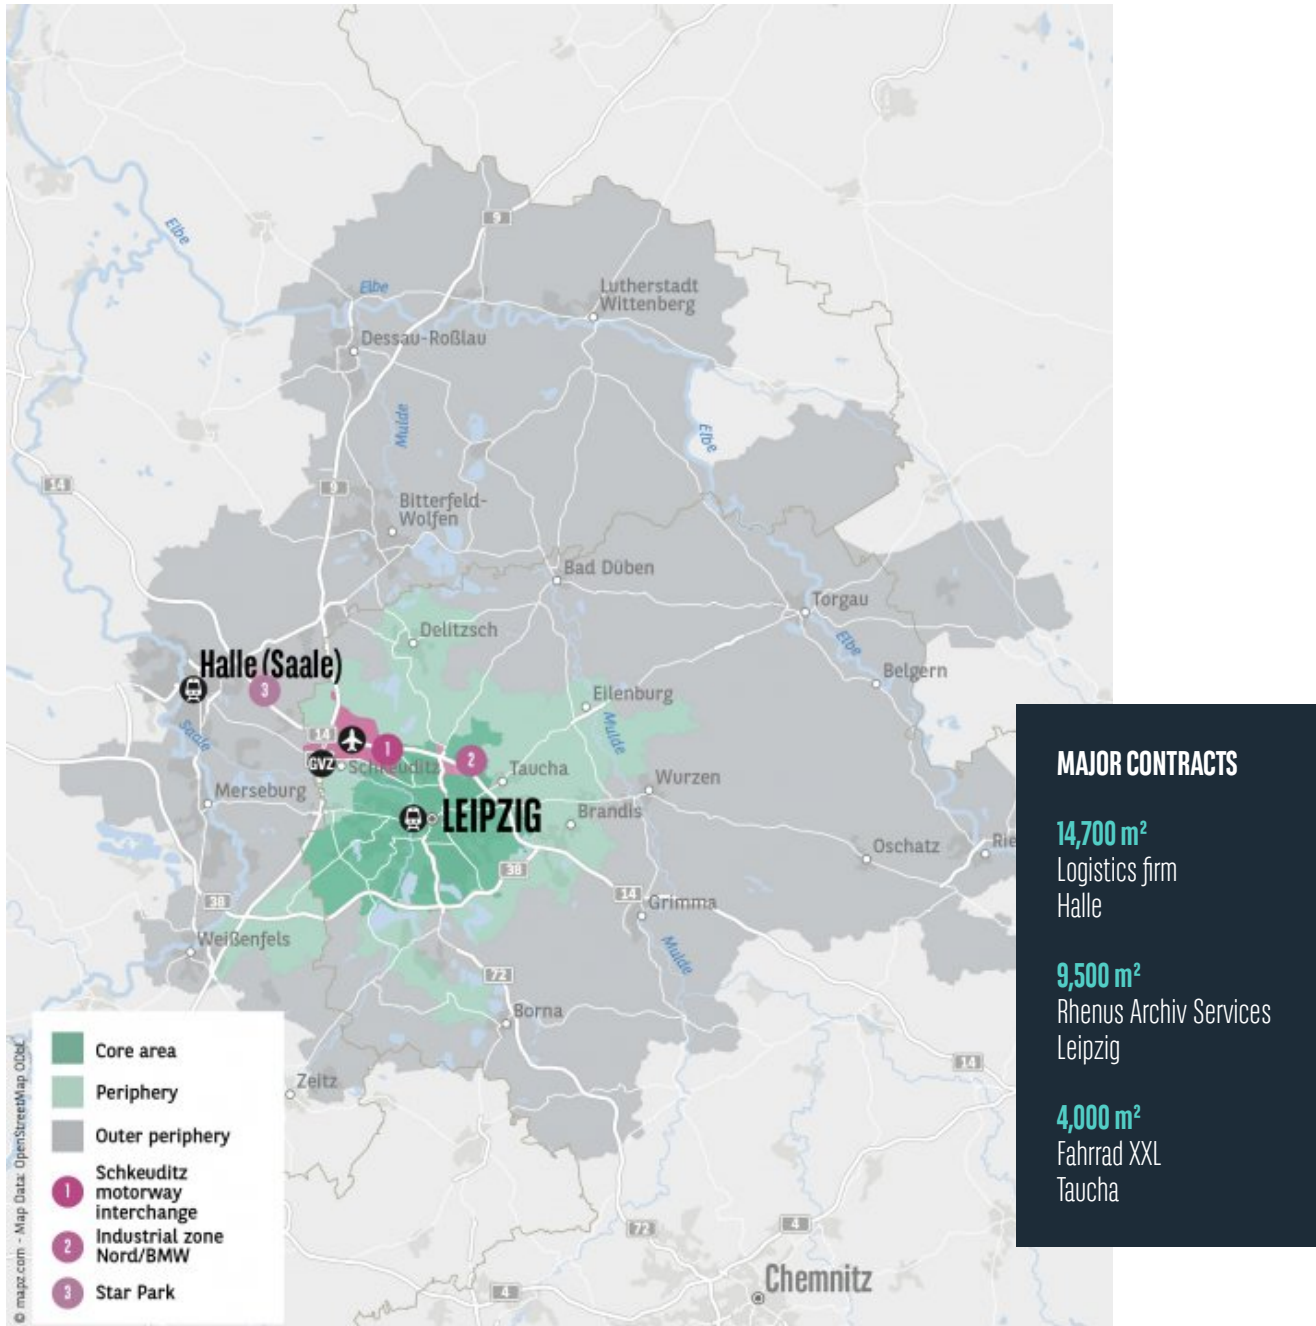 9
Elbe
Elbe
Lutherstadt
Wittenberg
Dessau-Roßlau
Mulde
Elbe
14
9
Bitterfeld-
Wolfen
Bad Düben
Torgau
Delitzsch
Elbe
Halle (Saale)
3
Belgern
Eilenburg
Saale
14
Mulde
1
2
GVZ
Schkeuditz
Taucha
Wurzen
Merseburg
LEIPZIG
Brandis
Oschatz
Rie
38
14
38
Grimma
Weißenfels
Mulde
72
Borna
14
Zeitz
72
4
4
Chemnitz
Core area
Periphery
Outer periphery
1
Schkeuditz
motorway
interchange
2
Industrial zone
Nord/BMW
3
Star Park
© mapz.com - Map Data: OpenStreetMap ODbL
MAJOR CONTRACTS
14,700 m²
Logistics firm
Halle
9,500 m²
Rhenus Archiv Services
Leipzig
4,000 m²
Fahrrad XXL
Taucha